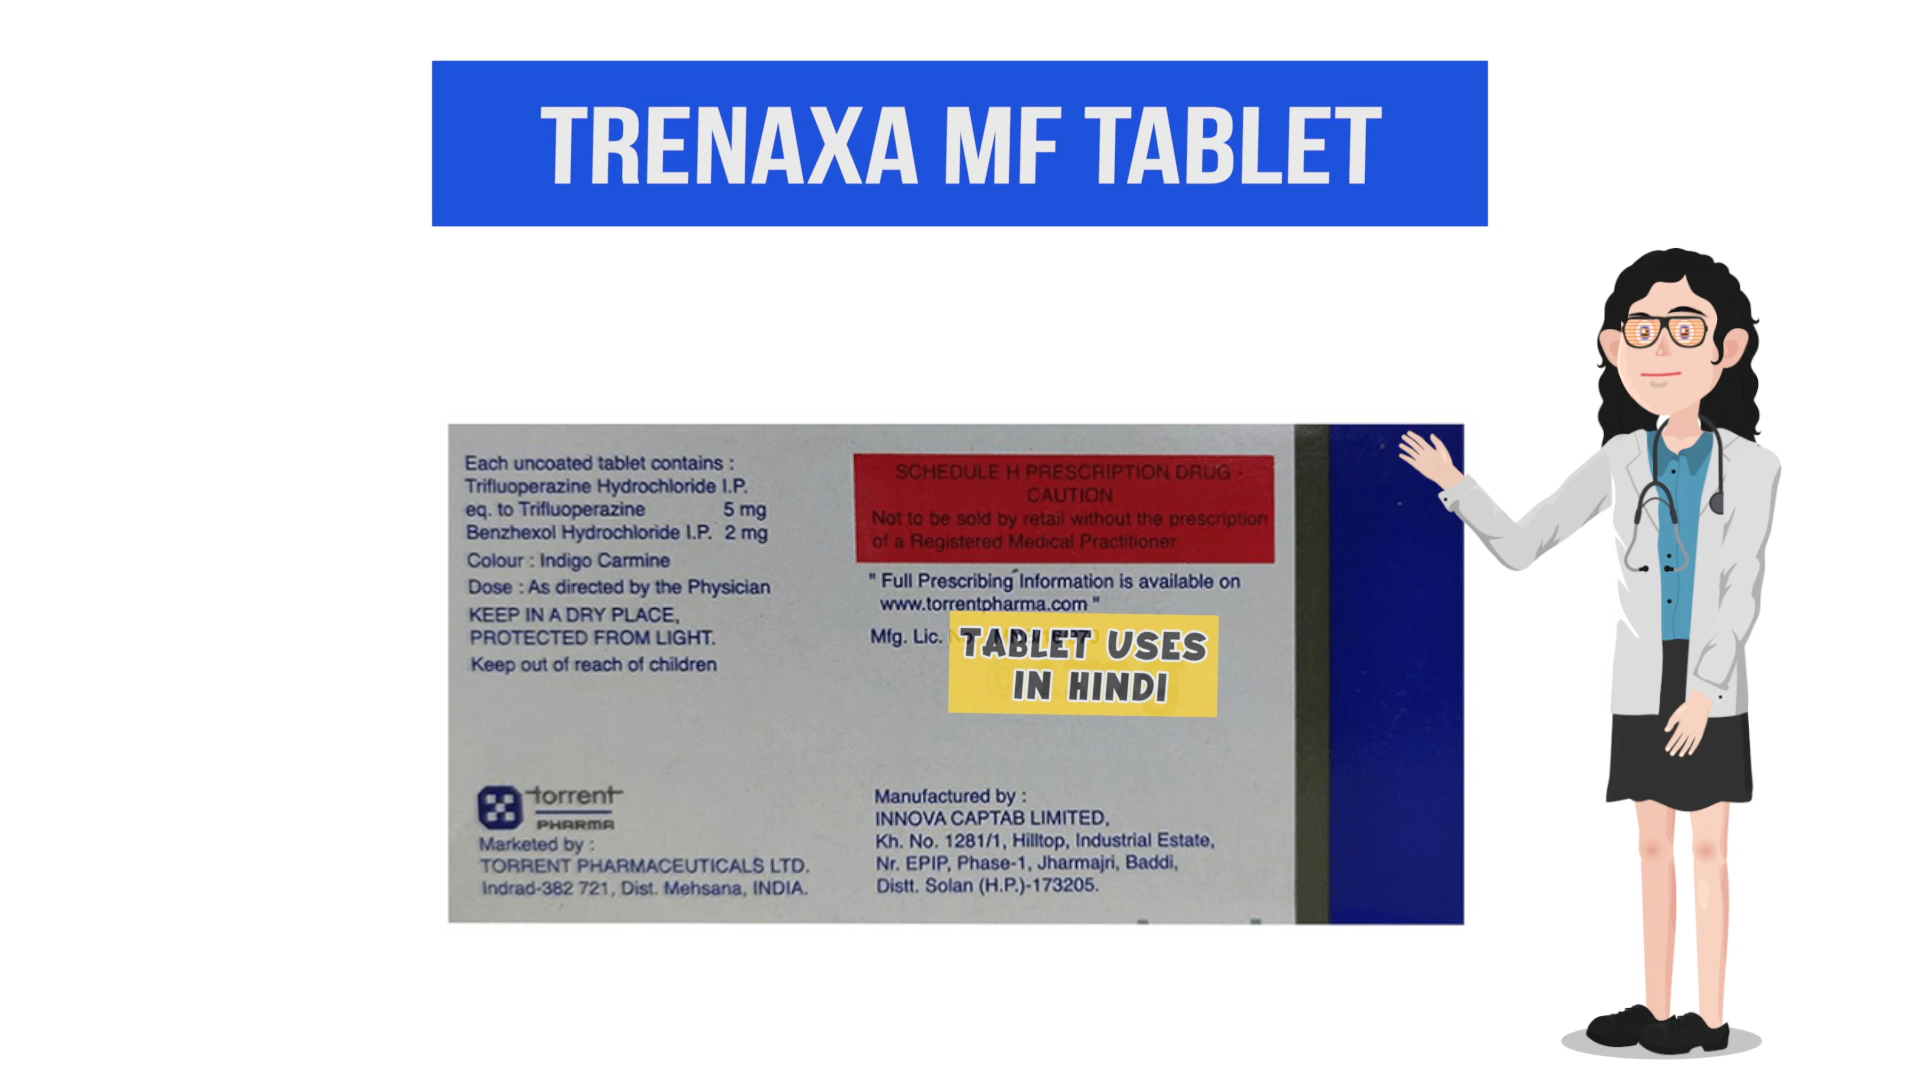 TRENAXA MF TABLET
Each uncoated tablet contains :
Trifluoperazine Hydrochloride I.P.
eq. to Trifluoperazine 5 mg
Benzhexol Hydrochloride I.P. 2 mg
Colour : Indigo Carmine
Dose : As directed by the Physician
KEEP IN A DRY PLACE,
PROTECTED FROM LIGHT.
Keep out of reach of children
torrent
PHARMA
Marketed by :
TORRENT PHARMACEUTICALS LTD.
Indrad-382 721, Dist. Mehsana, INDIA.
SCHEDULE H PRESCRIPTION DRUG -
CAUTION
Not to be sold by retail without the prescription
of a Registered Medical Practitioner
" Full Prescribing Information is available on
www.torrentpharma.com "
Mfg. Lic.
TABLET USES
IN HINDI
Manufactured by :
INNOVA CAPTAB LIMITED,
Kh. No. 1281/1, Hilltop, Industrial Estate,
Nr. EPIP, Phase-1, Jharmajri, Baddi,
Distt. Solan (H.P.)-173205.